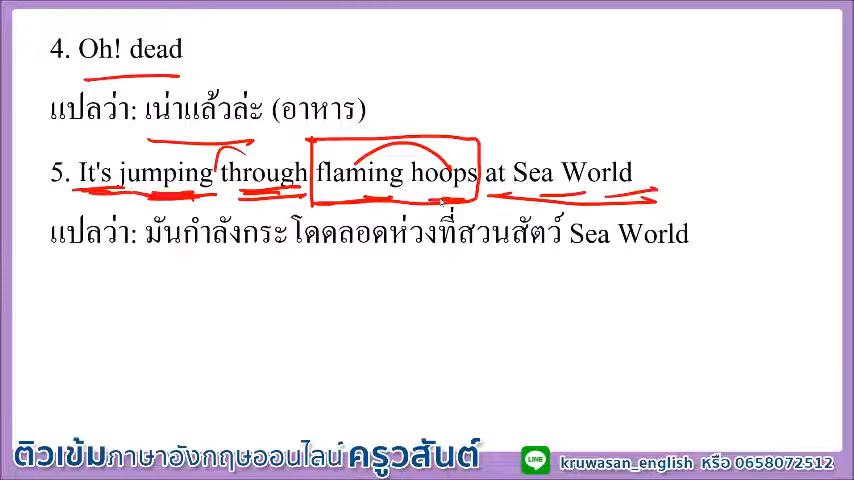 4. Oh! dead
แปลว่า: เน่าแล้วล่ะ (อาหาร)
5. It's jumping through flaming hoops at Sea World
แปลว่า: มันกำลังกระโดดลอดห่วงที่สวนสัตว์ Sea World
ติวเข้มภาษาอังกฤษออนไลน์ ครูวสันต์
LINE kruwasan_english หรือ 0658072512